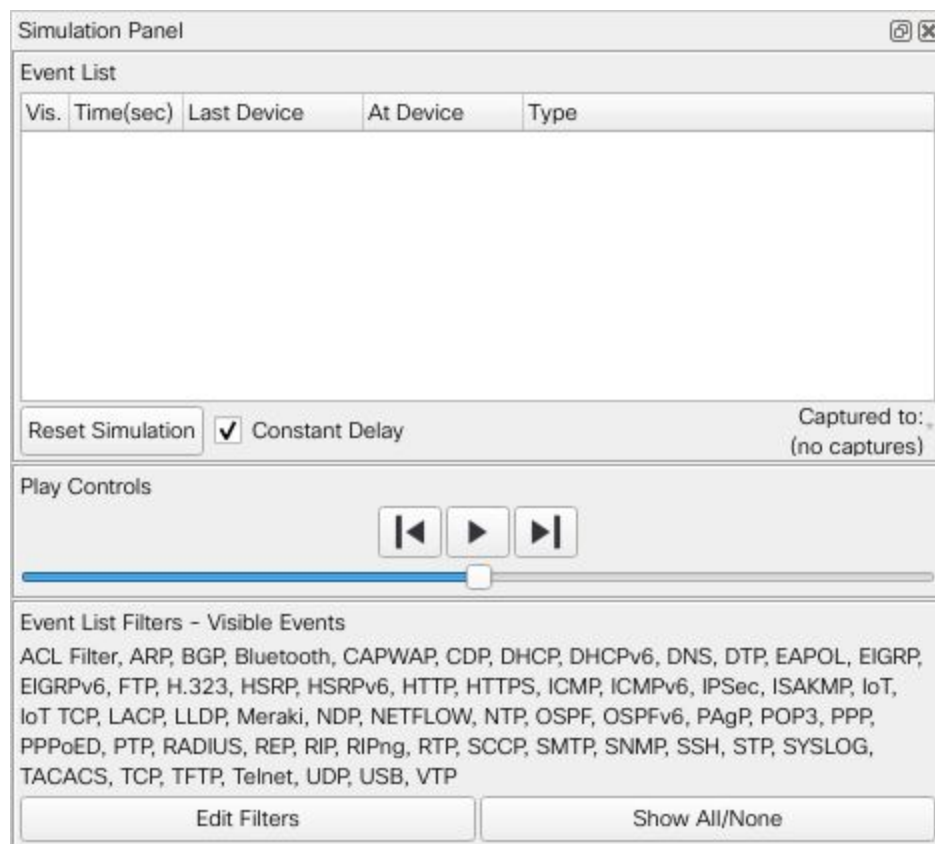 Simulation Panel
Event List
Vis. Time(sec) Last Device At Device Type
Reset Simulation Constant Delay Captured to:
(no captures)
Play Controls
Event List Filters - Visible Events
ACL Filter, ARP, BGP, Bluetooth, CAPWAP, CDP, DHCP, DHCPv6, DNS, DTP, EAPOL, EIGRP,
EIGRPv6, FTP, H.323, HSRP, HSRPv6, HTTP, HTTPS, ICMP, ICMPv6, IPSec, ISAKMP, IoT,
IoT TCP, LACP, LLDP, Meraki, NDP, NETFLOW, NTP, OSPF, OSPFv6, PAgP, POP3, PPP,
PPPoED, PTP, RADIUS, REP, RIP, RIPng, RTP, SCCP, SMTP, SNMP, SSH, STP, SYSLOG,
TACACS, TCP, TFTP, Telnet, UDP, USB, VTP
Edit Filters Show All/None